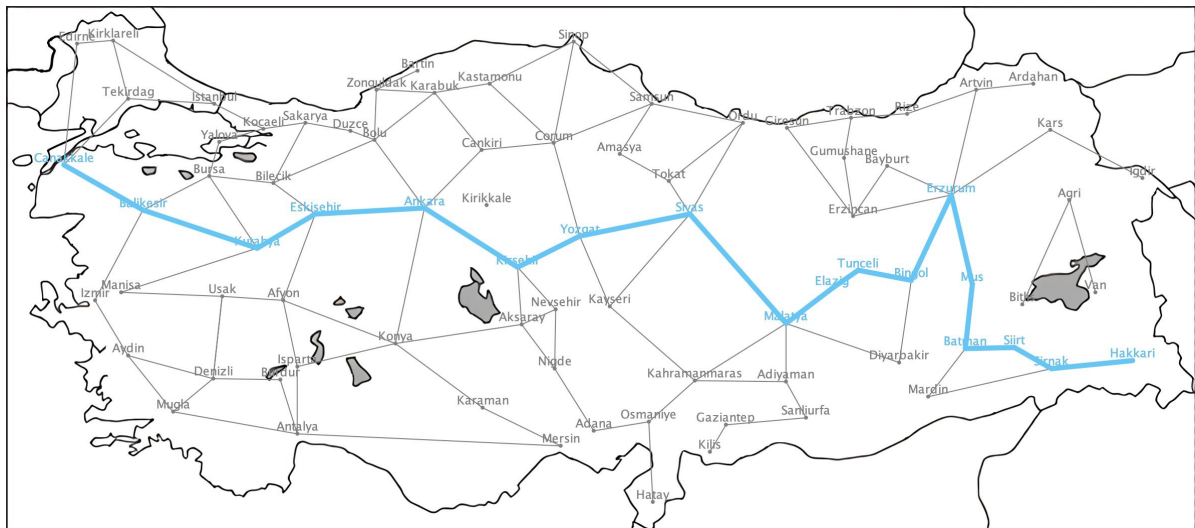 Edirne
Kirklareli
Sinop
Bartin
Zonguldak
Karabuk
Kastamonu
Artvin
Ardahan
Tekirdag
Istanbul
Samsun
Rize
Trabzon
Kocaeli
Sakarya
Duzce
Bolu
Ordu
Giresun
Kars
Yalova
Cankiri
Corum
Amasya
Gumushane
Bayburt
Canakkale
Bursa
Bilecik
Tokat
Igdir
Kirikkale
Erzurum
Agri
Balikesir
Eskisehir
Ankara
Sivas
Erzincan
Yozgat
Kirsehir
Tunceli
Elazig
Bingol
Mus
Izmir
Manisa
Usak
Afyon
Nevsehir
Kayseri
Van
Aksaray
Malatya
Konya
Batman
Siirt
Hakkari
Aydin
Denizli
Nigde
Diyarbakir
Sirnak
Kahramanmaras
Adiyaman
Mardin
Mugla
Karaman
Antalya
Adana
Osmaniye
Gaziantep
Sanliurfa
Mersin
Kilis
Hatay